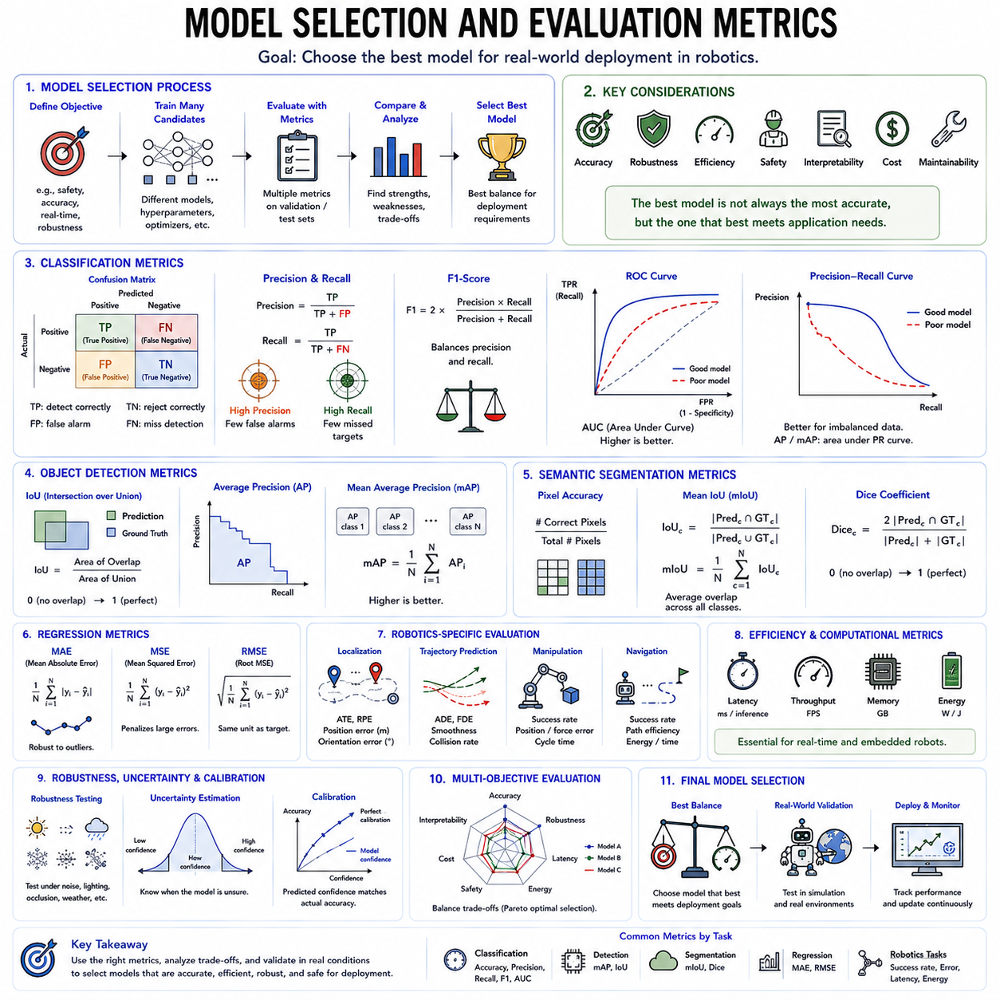 MODEL SELECTION AND EVALUATION METRICS
Goal: Choose the best model for real-world deployment in robotics.
1. MODEL SELECTION PROCESS
Define Objective
e.g., safety,
accuracy,
real-time,
robustness
Train Many
Candidates
Different models,
hyperparameters,
optimizers, etc.
Evaluate with
Metrics
Multiple metrics
on validation /
test sets
Compare &
Analyze
Find strengths,
weaknesses,
trade-offs
Select Best
Model
Best balance for
deployment
requirements
2. KEY CONSIDERATIONS
Accuracy
Robustness
Efficiency
Safety
Interpretability
Cost
Maintainability
The best model is not always the most accurate,
but the one that best meets application needs.
3. CLASSIFICATION METRICS
Confusion Matrix
Predicted
Positive Negative
Actual
Positive
TP
(True Positive)
FN
(False Negative)
Negative
FP
(False Positive)
TN
(True Negative)
TP: detect correctly TN: reject correctly
FP: false alarm FN: miss detection
Precision & Recall
Precision = TP / TP + FP
Recall = TP / TP + FN
High Precision
Few false alarms
High Recall
Few missed
targets
F1-Score
F1 = 2 × Precision × Recall / Precision + Recall
Balances precision
and recall.
ROC Curve
TPR
(Recall)
Good model
Poor model
FPR
(1 - Specificity)
AUC (Area Under Curve)
Higher is better.
Precision–Recall Curve
Precision
Good model
Poor model
Recall
Better for imbalanced data.
AP / mAP: area under PR curve.
4. OBJECT DETECTION METRICS
IoU (Intersection over Union)
Prediction
Ground Truth
IoU = Area of Overlap / Area of Union
0 (no overlap) → 1 (perfect)
Average Precision (AP)
Precision
AP
Recall
Mean Average Precision (mAP)
AP
class 1
AP
class 2
...
AP
class N
mAP = 1/N ∑ i=1 N APi
Higher is better.
5. SEMANTIC SEGMENTATION METRICS
Pixel Accuracy
# Correct Pixels
Total # Pixels
Mean IoU (mIoU)
IoUc = |Predc ∩ GTc| / |Predc ∪ GTc|
mIoU = 1/N ∑ c=1 N IoUc
Average overlap
across all classes.
Dice Coefficient
Dicec = 2 |Predc ∩ GTc| / |Predc| + |GTc|
0 (no overlap) → 1 (perfect)
6. REGRESSION METRICS
MAE
(Mean Absolute Error)
1/N ∑ i=1 N |yi − ŷi|
Robust to outliers.
MSE
(Mean Squared Error)
1/N ∑ i=1 N (yi − ŷi)²
Penalizes large errors.
RMSE
(Root MSE)
√ 1/N ∑ i=1 N (yi − ŷi)²
Same unit as target.
7. ROBOTICS-SPECIFIC EVALUATION
Localization
ATE, RPE
Position error (m)
Orientation error (°)
Trajectory Prediction
ADE, FDE
Smoothness
Collision rate
Manipulation
Success rate
Position / force error
Cycle time
Navigation
Success rate
Path efficiency
Energy / time
8. EFFICIENCY & COMPUTATIONAL METRICS
Latency
ms / inference
Throughput
FPS
Memory
GB
Energy
W / J
Essential for real-time and embedded robots.
9. ROBUSTNESS, UNCERTAINTY & CALIBRATION
Robustness Testing
Test under noise, lighting,
occlusion, weather, etc.
Uncertainty Estimation
Low
confidence
How
confidence
High
confidence
Know when the model is unsure.
Calibration
Accuracy
Perfect
calibration
Model
confidence
Confidence
Predicted confidence matches
actual accuracy.
10. MULTI-OBJECTIVE EVALUATION
Accuracy
Interpretability
Robustness
Cost
Latency
Safety
Energy
Model A
Model B
Model C
Balance trade-offs (Pareto optimal selection).
11. FINAL MODEL SELECTION
Best Balance
Choose model that best
meets deployment goals
Real-World Validation
Test in simulation
and real environments
Deploy & Monitor
Track performance
and update continuously
Key Takeaway
Use the right metrics, analyze trade-offs, and validate in real conditions
to select models that are accurate, efficient, robust, and safe for deployment.
Common Metrics by Task
Classification
Accuracy, Precision,
Recall, F1, AUC
Detection
mAP, IoU
Segmentation
mIoU, Dice
Regression
MAE, RMSE
Robotics Tasks
Success rate, Error,
Latency, Energy